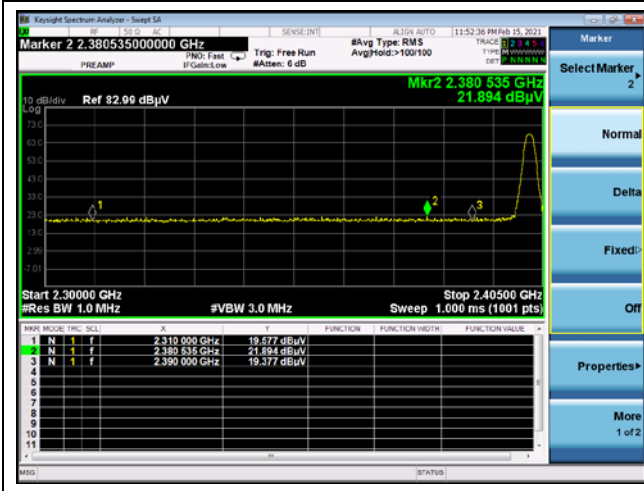 Keysight Spectrum Analyzer - Swept SA
RF 50 Ω AC SENSE:INT ALIGN AUTO 11:52:36 PM Feb 15, 2021
Marker 2 2.380535000000 GHz
PREAMP
PNO: Fast
IFGain:Low
Trig: Free Run
#Atten: 6 dB
#Avg Type: RMS
Avg|Hold:>100/100
TRACE 1 2 3 4 5 6
TYPE
DET P N N N N N
Mkr2 2.380 535 GHz
21.894 dBµV
10 dB/div Ref 82.99 dBµV
Log
73.0
63.0
53.0
43.0
33.0
23.0
13.0
2.99
-7.01
1
2
3
Start 2.30000 GHz Stop 2.40500 GHz
#Res BW 1.0 MHz #VBW 3.0 MHz Sweep 1.000 ms (1001 pts)
MKR MODE TRC SCL X Y FUNCTION FUNCTION WIDTH FUNCTION VALUE
1 N 1 f 2.310 000 GHz 19.577 dBµV
2 N 1 f 2.380 535 GHz 21.894 dBµV
3 N 1 f 2.390 000 GHz 19.377 dBµV
4
5
6
7
8
9
10
11
MSG STATUS
Marker
Select Marker
2
Normal
Delta
Fixed
Off
Properties
More
1 of 2